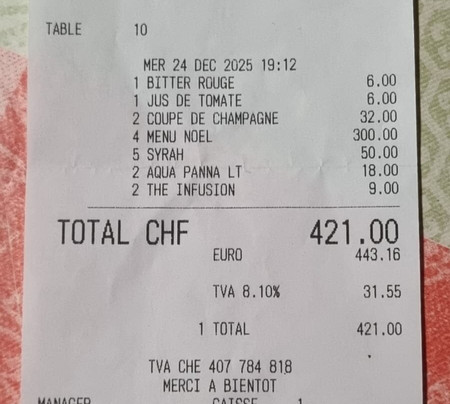 TABLE 10
MER 24 DEC 2025 19:12
1 BITTER ROUGE 6.00
1 JUS DE TOMATE 6.00
2 COUPE DE CHAMPAGNE 32.00
4 MENU NOEL 300.00
5 SYRAH 50.00
2 AQUA PANNA LT 18.00
2 THE INFUSION 9.00
TOTAL CHF 421.00
EURO 443.16
TVA 8.10% 31.55
1 TOTAL 421.00
TVA CHE 407 784 818
MERCI A BIENTOT
MANAGER CAISSE 1